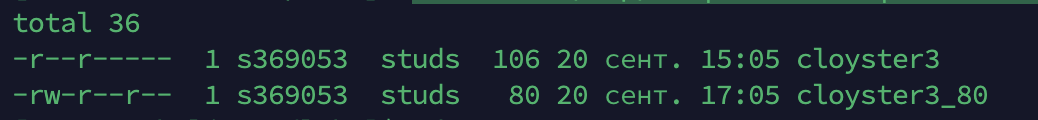 total 36
-r--r-----  1 s369053  studs  106 20 сент. 15:05 cloyster3
-rw-r--r--  1 s369053  studs   80 20 сент. 17:05 cloyster3_80